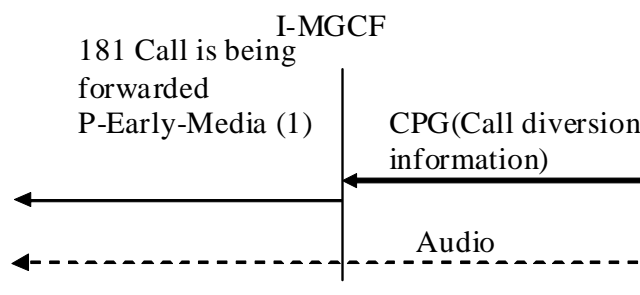 I-MGCF
181 Call is being
forwarded
P-Early-Media (1)
CPG(Call diversion
information)
Audio